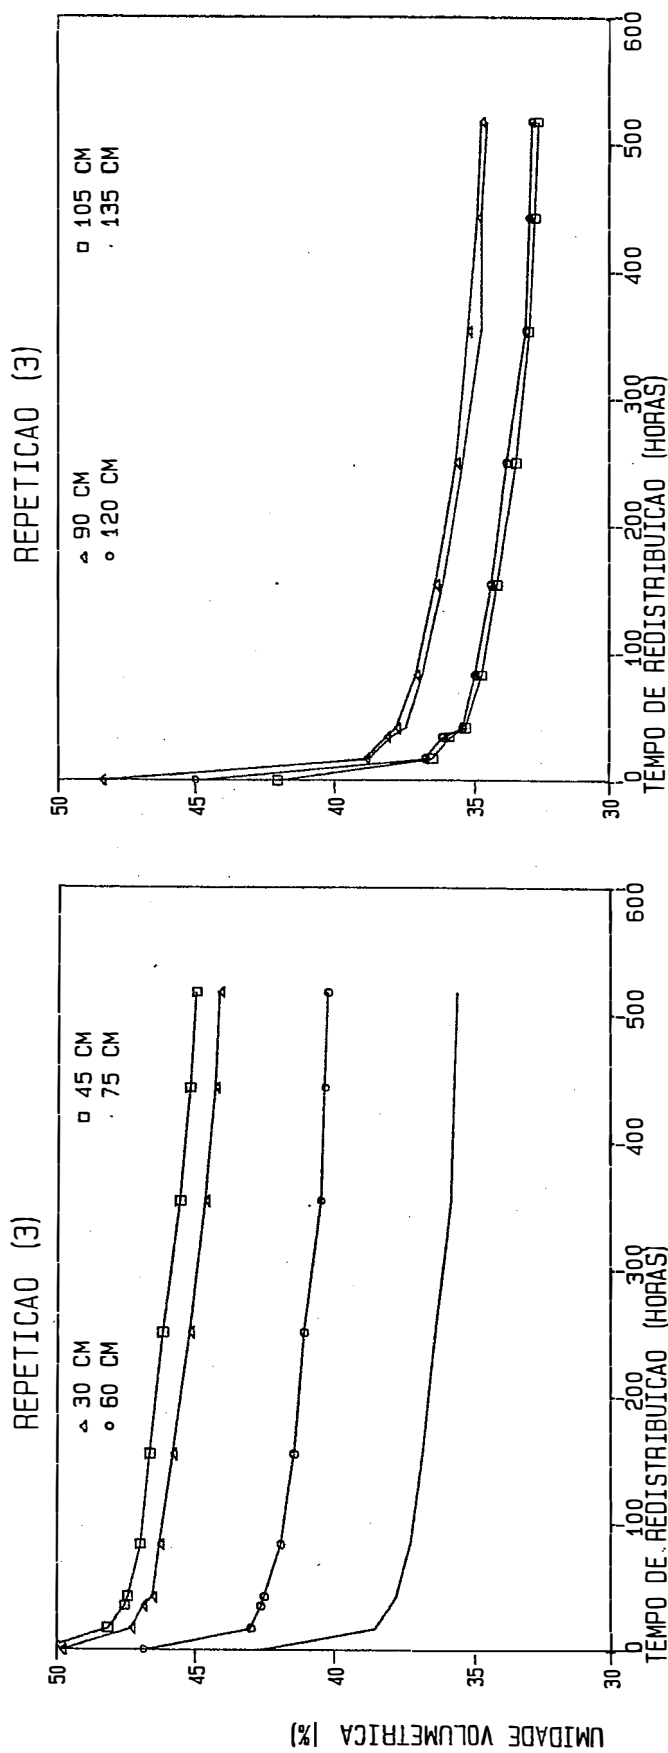 REPETICAO (3)
△ 30 CM □ 45 CM
○ 60 CM . 75 CM
UMIDADE VOLUMETRICA (%)
50
45
40
35
30
0 100 200 300 400 500 600
TEMPO DE REDISTRIBUICAO (HORAS)
REPETICAO (3)
△ 90 CM □ 105 CM
○ 120 CM . 135 CM
50
45
40
35
30
0 100 200 300 400 500 600
TEMPO DE REDISTRIBUICAO (HORAS)